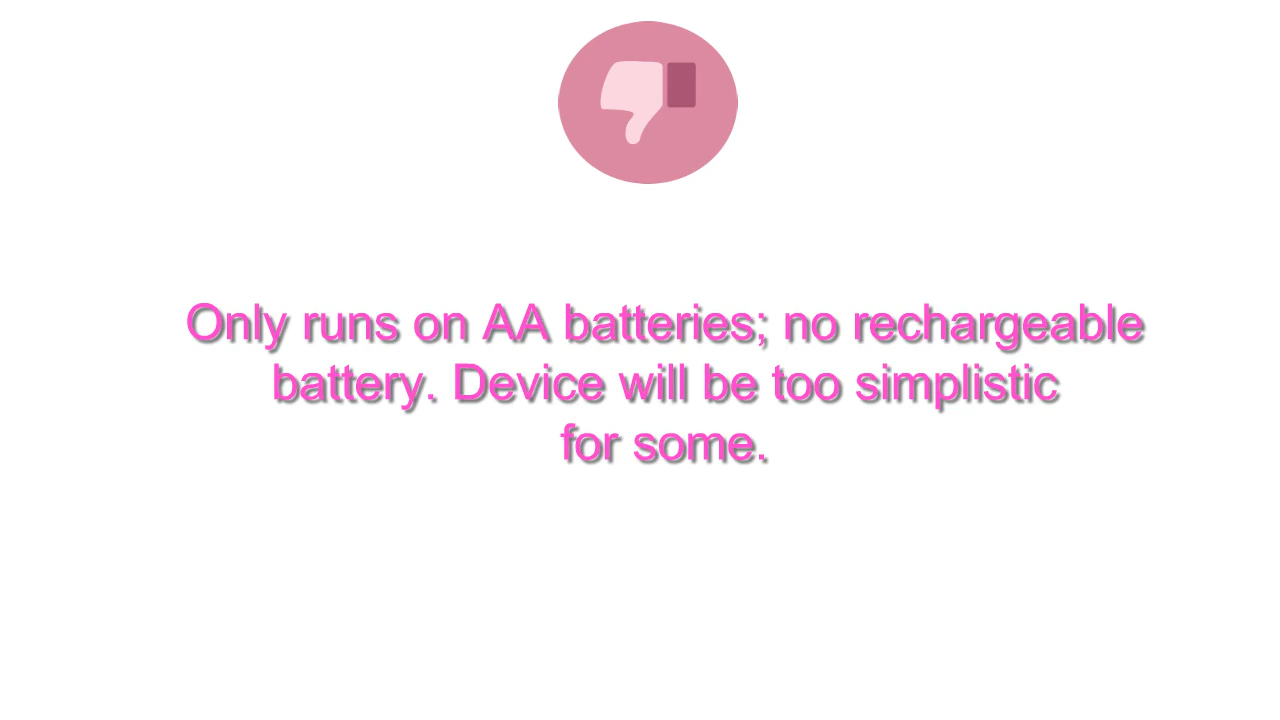 Only runs on AA batteries; no rechargeable
battery. Device will be too simplistic
for some.